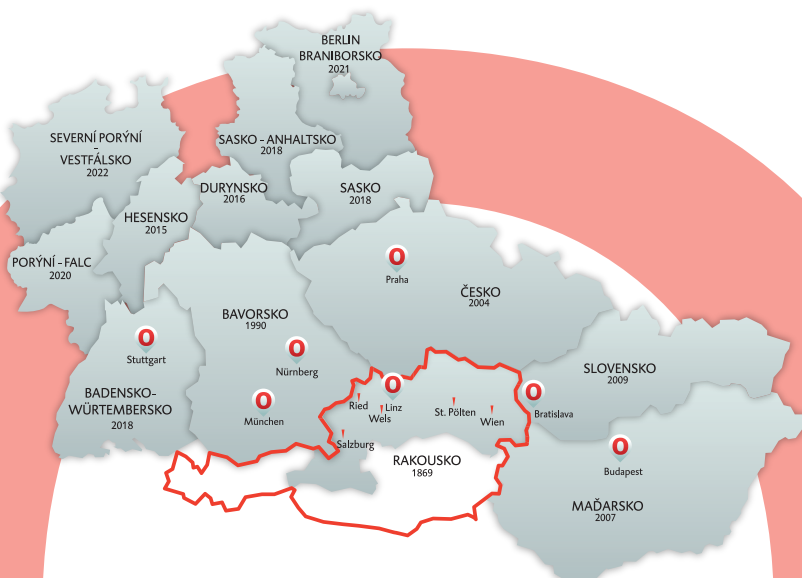 BERLIN
BRANIBORSKO
2021
SEVERNÍ PORÝNÍ
-
VESTFÁLSKO
2022
SASKO - ANHALTSKO
2018
DURYNSKO
2016
SASKO
2018
HESENSKO
2015
PORÝNÍ - FALC
2020
O
Praha
ČESKO
2004
BAVORSKO
1990
O
Stuttgart
O
Nürnberg
SLOVENSKO
2009
BADENSKO-
WÜRTEMBERSKO
2018
O
München
O
Linz
Ried
Wels
St. Pölten
Wien
O
Bratislava
Salzburg
RAKOUSKO
1869
O
Budapest
MAĎARSKO
2007